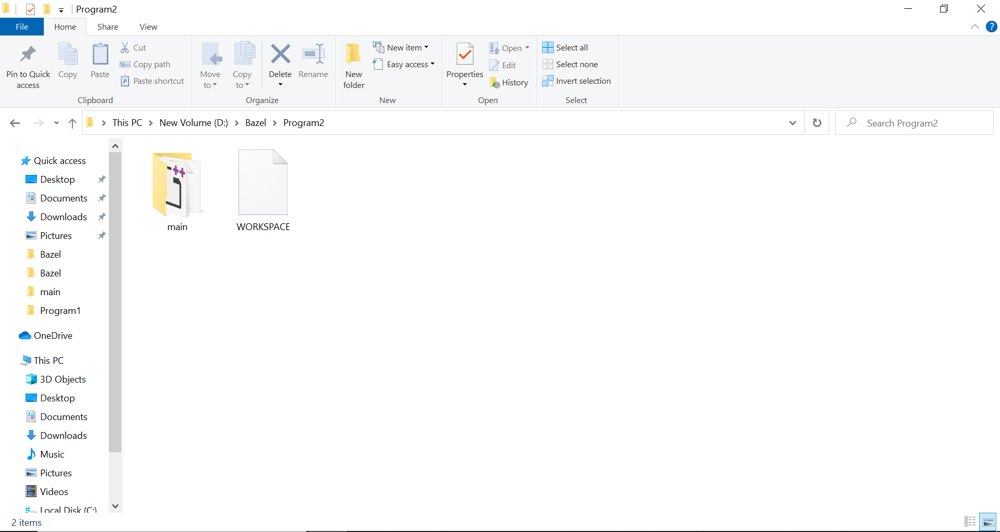 Program2
File Home Share View
Pin to Quick access
Copy
Paste
Cut
Copy path
Paste shortcut
Clipboard
Move to
Copy to
Delete
Rename
Organize
New folder
New item
Easy access
New
Properties
Open
Edit
History
Open
Select all
Select none
Invert selection
Select
This PC New Volume (D:) Bazel Program2
Search Program2
Quick access
Desktop
Documents
Downloads
Pictures
Bazel
Bazel
main
Program1
OneDrive
This PC
3D Objects
Desktop
Documents
Downloads
Music
Pictures
Videos
Local Disk (C:)
main
WORKSPACE
2 items